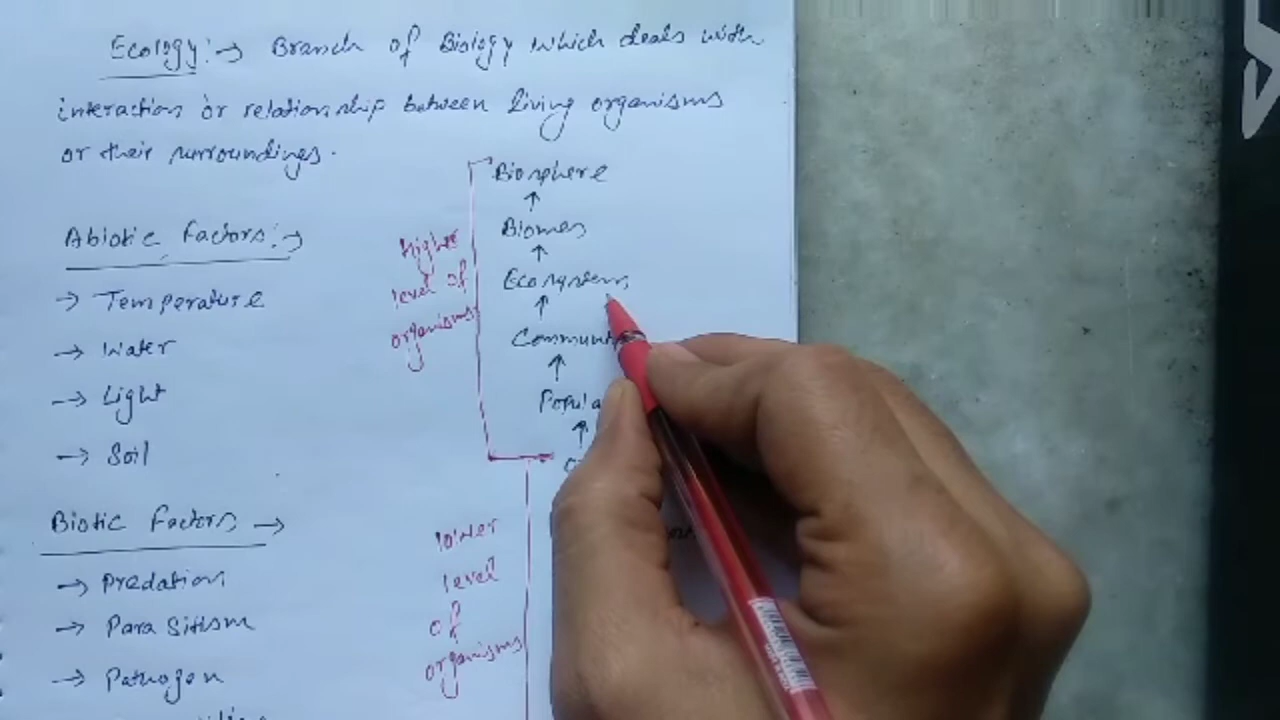 Ecology:→ Branch of Biology which deals with
interaction or relationship between living organisms
or their surroundings.
Biosphere
↑
Biomes
↑
Ecosystems
↑
↑
↑
Higher
level of
organisms
Abiotic Factors:→
→ Temperature
→ Water
→ Light
→ Soil
Biotic Factors →
→ Predation
→ Parasitism
→ Pathogen
lower
level
of
organisms